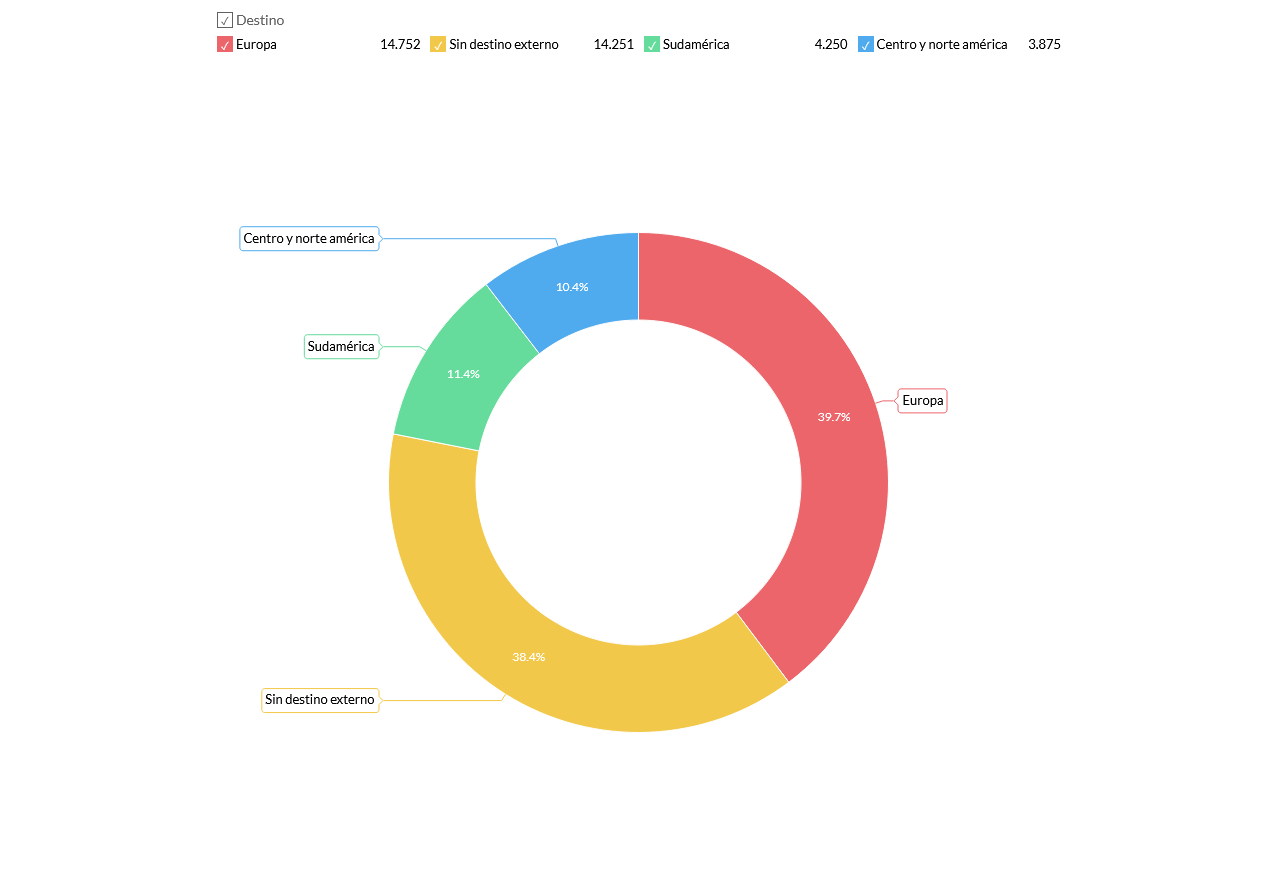 Destino
Europa 14.752 Sin destino externo 14.251 Sudamérica 4.250 Centro y norte américa 3.875
Centro y norte américa
10.4%
Sudamérica
11.4%
Europa
39.7%
38.4%
Sin destino externo